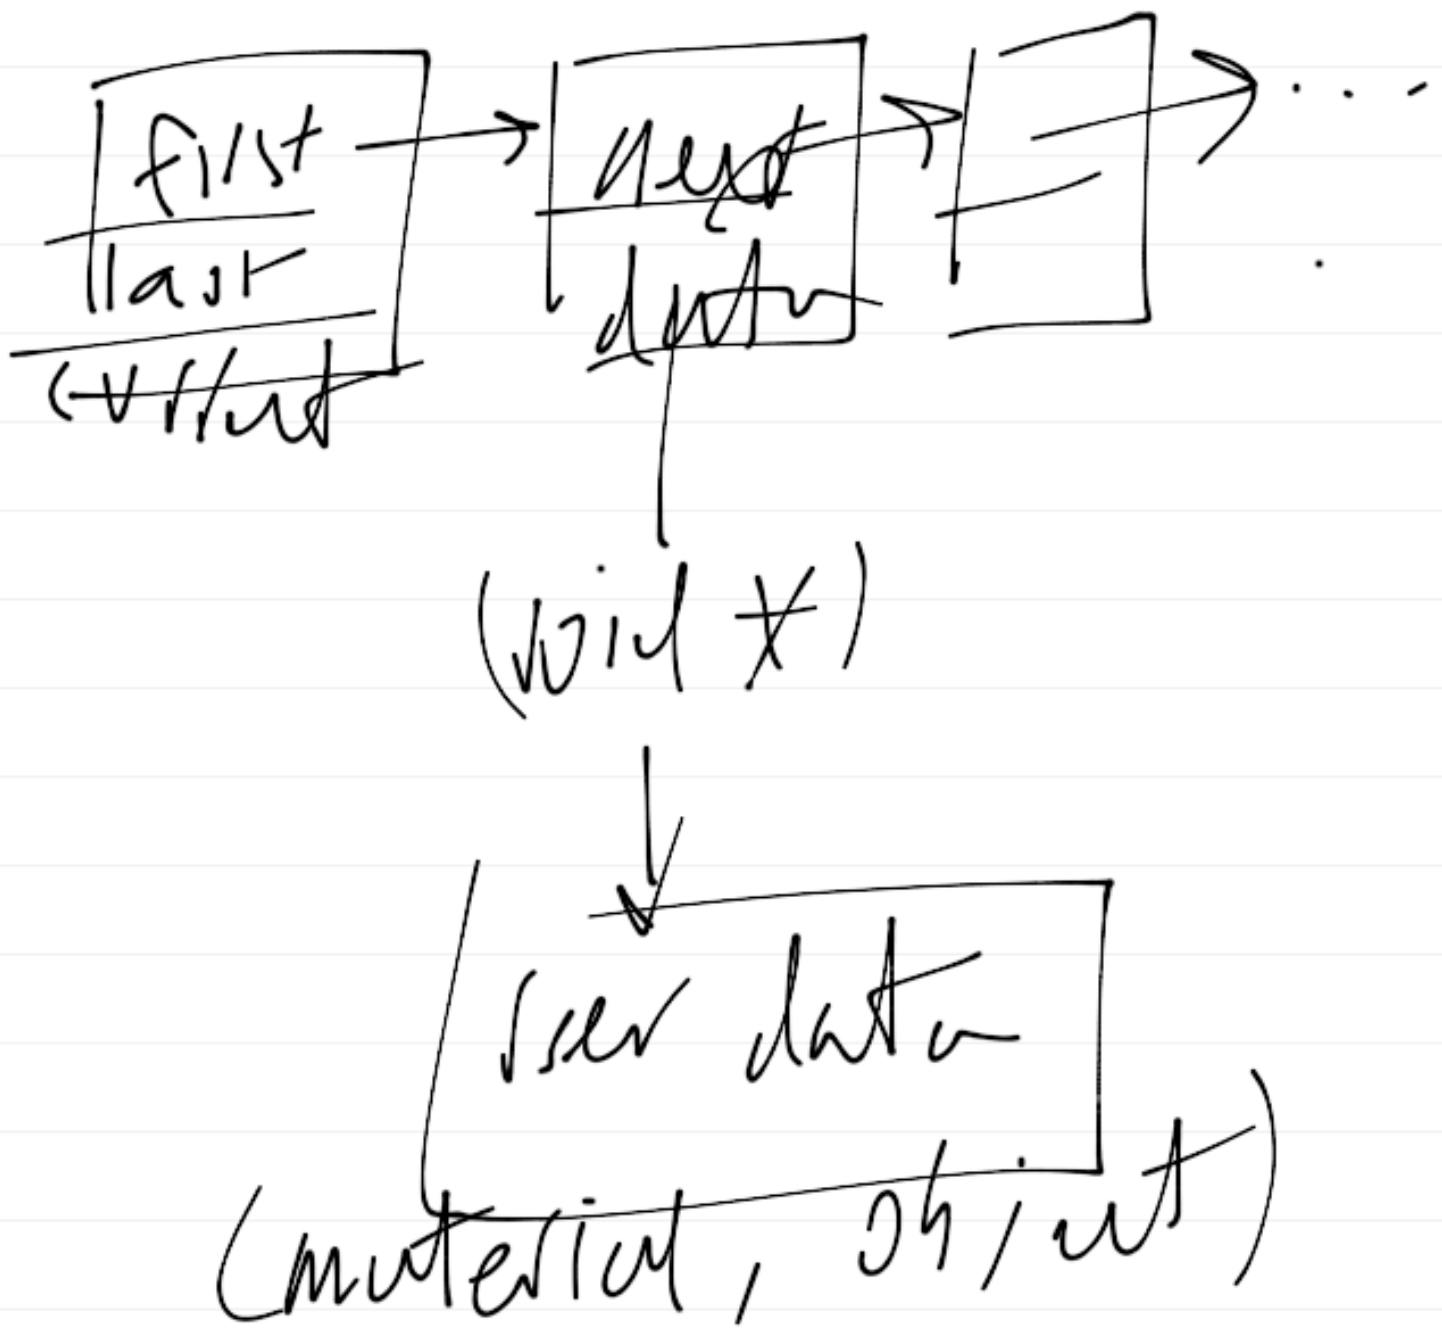 first
last
current
next
data
...
(void *)
user data
(material, object)